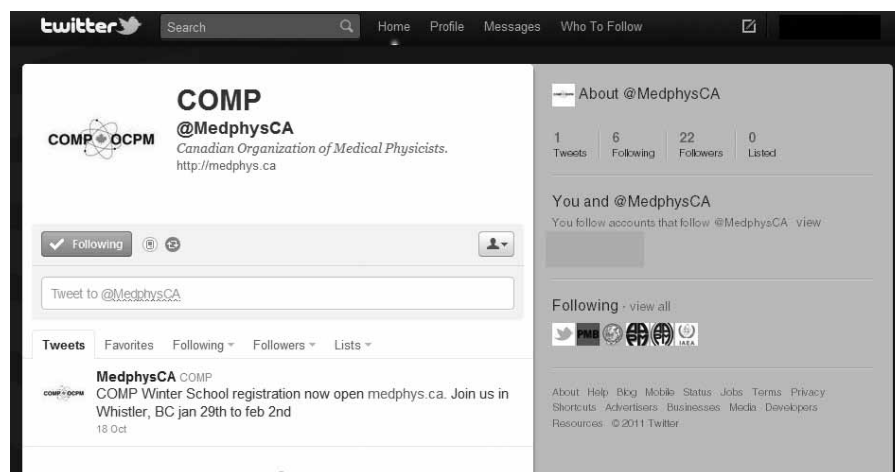 twitter Search Home Profile Messages Who To Follow
COMP
@MedphysCA
Canadian Organization of Medical Physicists.
http://medphys.ca
COMP OCPM
Following
Tweet to @MedphysCA
Tweets Favorites Following Followers Lists
MedphysCA COMP
COMP Winter School registration now open medphys.ca. Join us in
Whistler, BC jan 29th to feb 2nd
18 Oct
COMP OCPM
About @MedphysCA
1 6 22 0
Tweets Following Followers Listed
You and @MedphysCA
You follow accounts that follow @MedphysCA view
Following · view all
PMB
IAEA
About Help Blog Mobile Status Jobs Terms Privacy
Shortcuts Advertisers Businesses Media Developers
Resources © 2011 Twitter